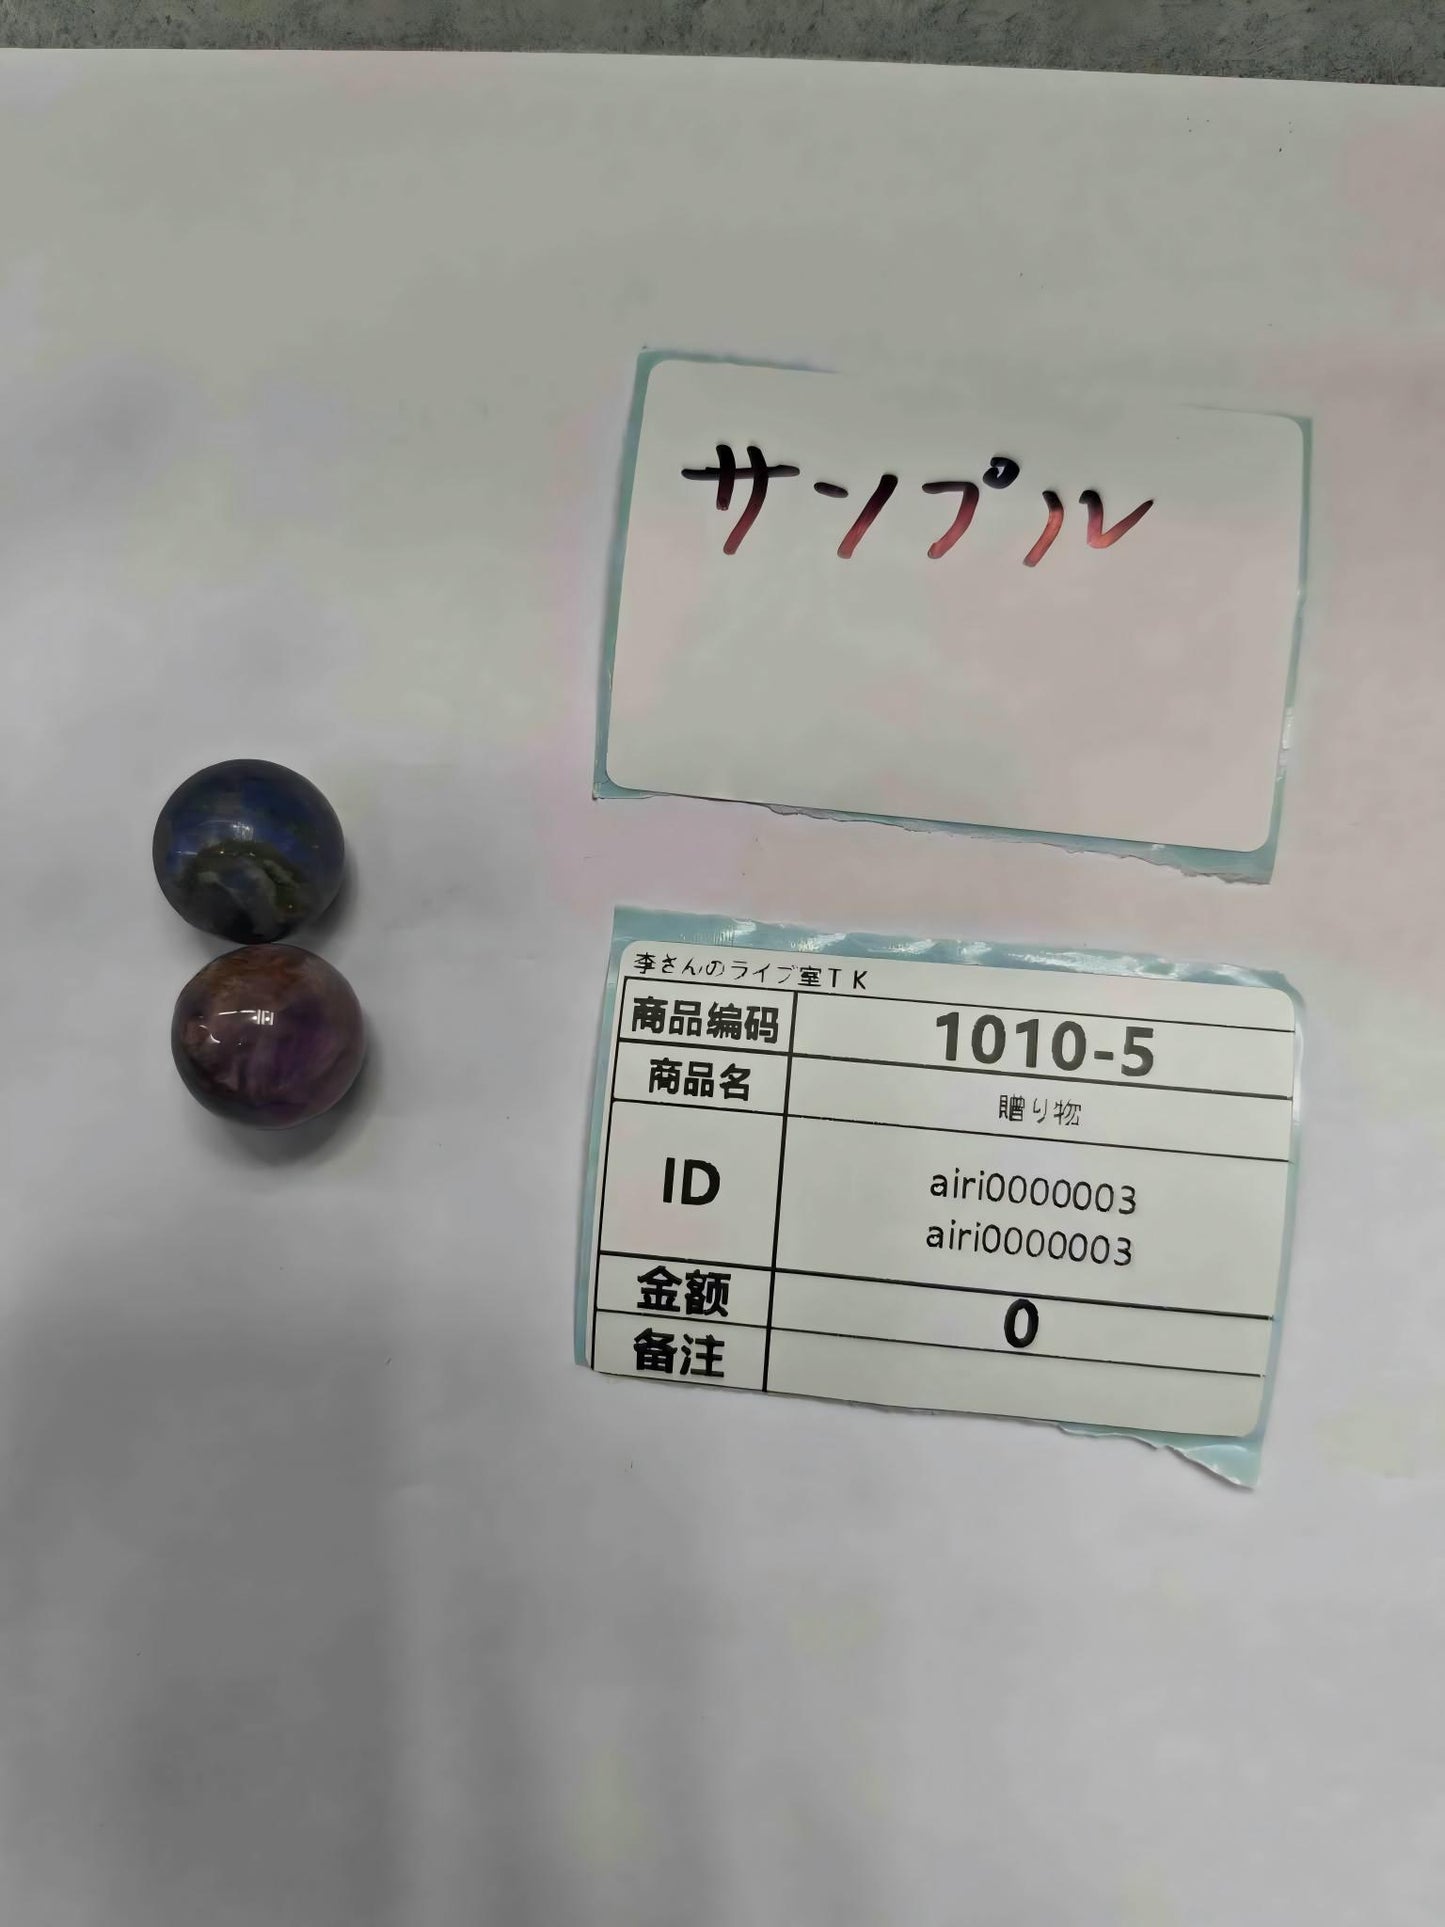 サンプル
李さんのライブ室TK
商品编码 1010-5
商品名 贈り物
ID airi0000003
airi0000003
金额 0
备注